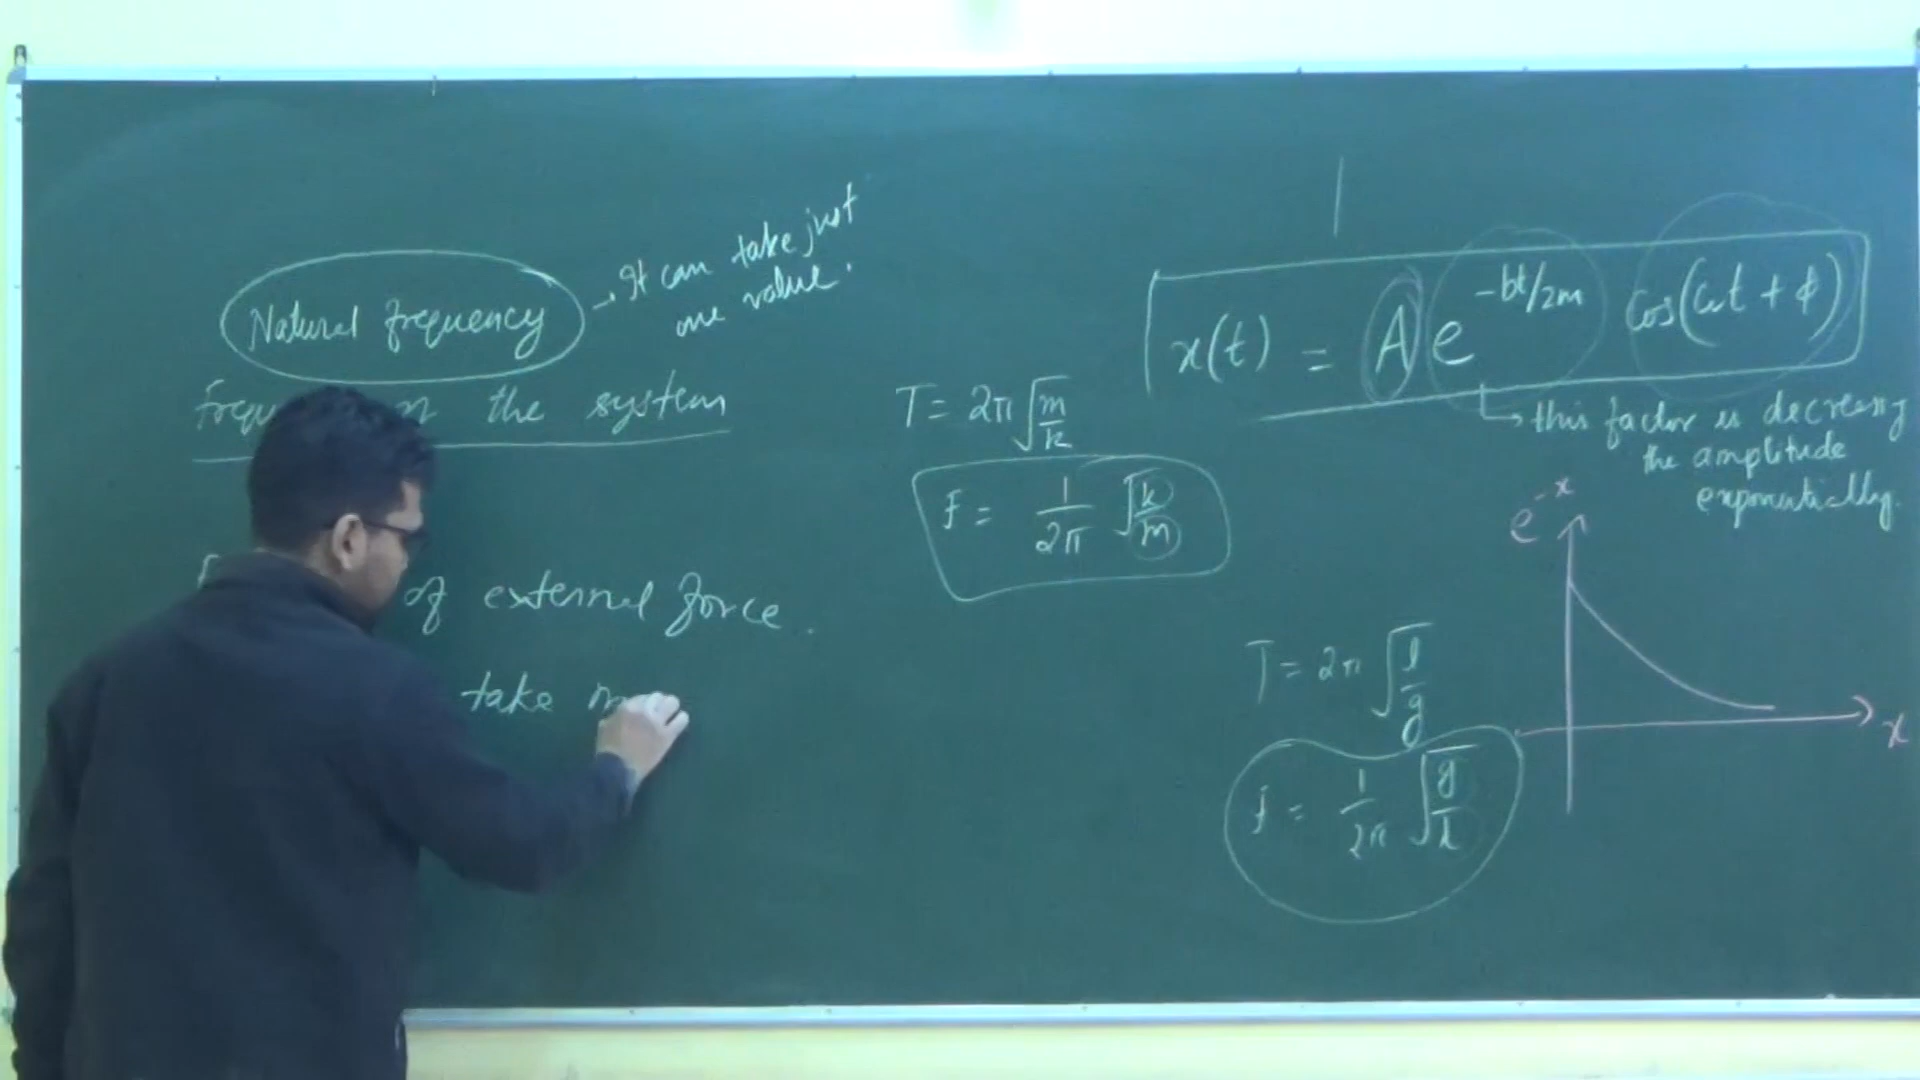 Natural frequency
→ It can take just
one value.
the system
of external force.
take
T = 2π√(m/k)
f = 1/2π √(k/m)
x(t) = A e^(-bt/2m) cos(ωt + φ)
↳ this factor is decreasing
the amplitude
exponentially.
e^-x
x
T = 2π √(l/g)
f = 1/2π √(g/l)